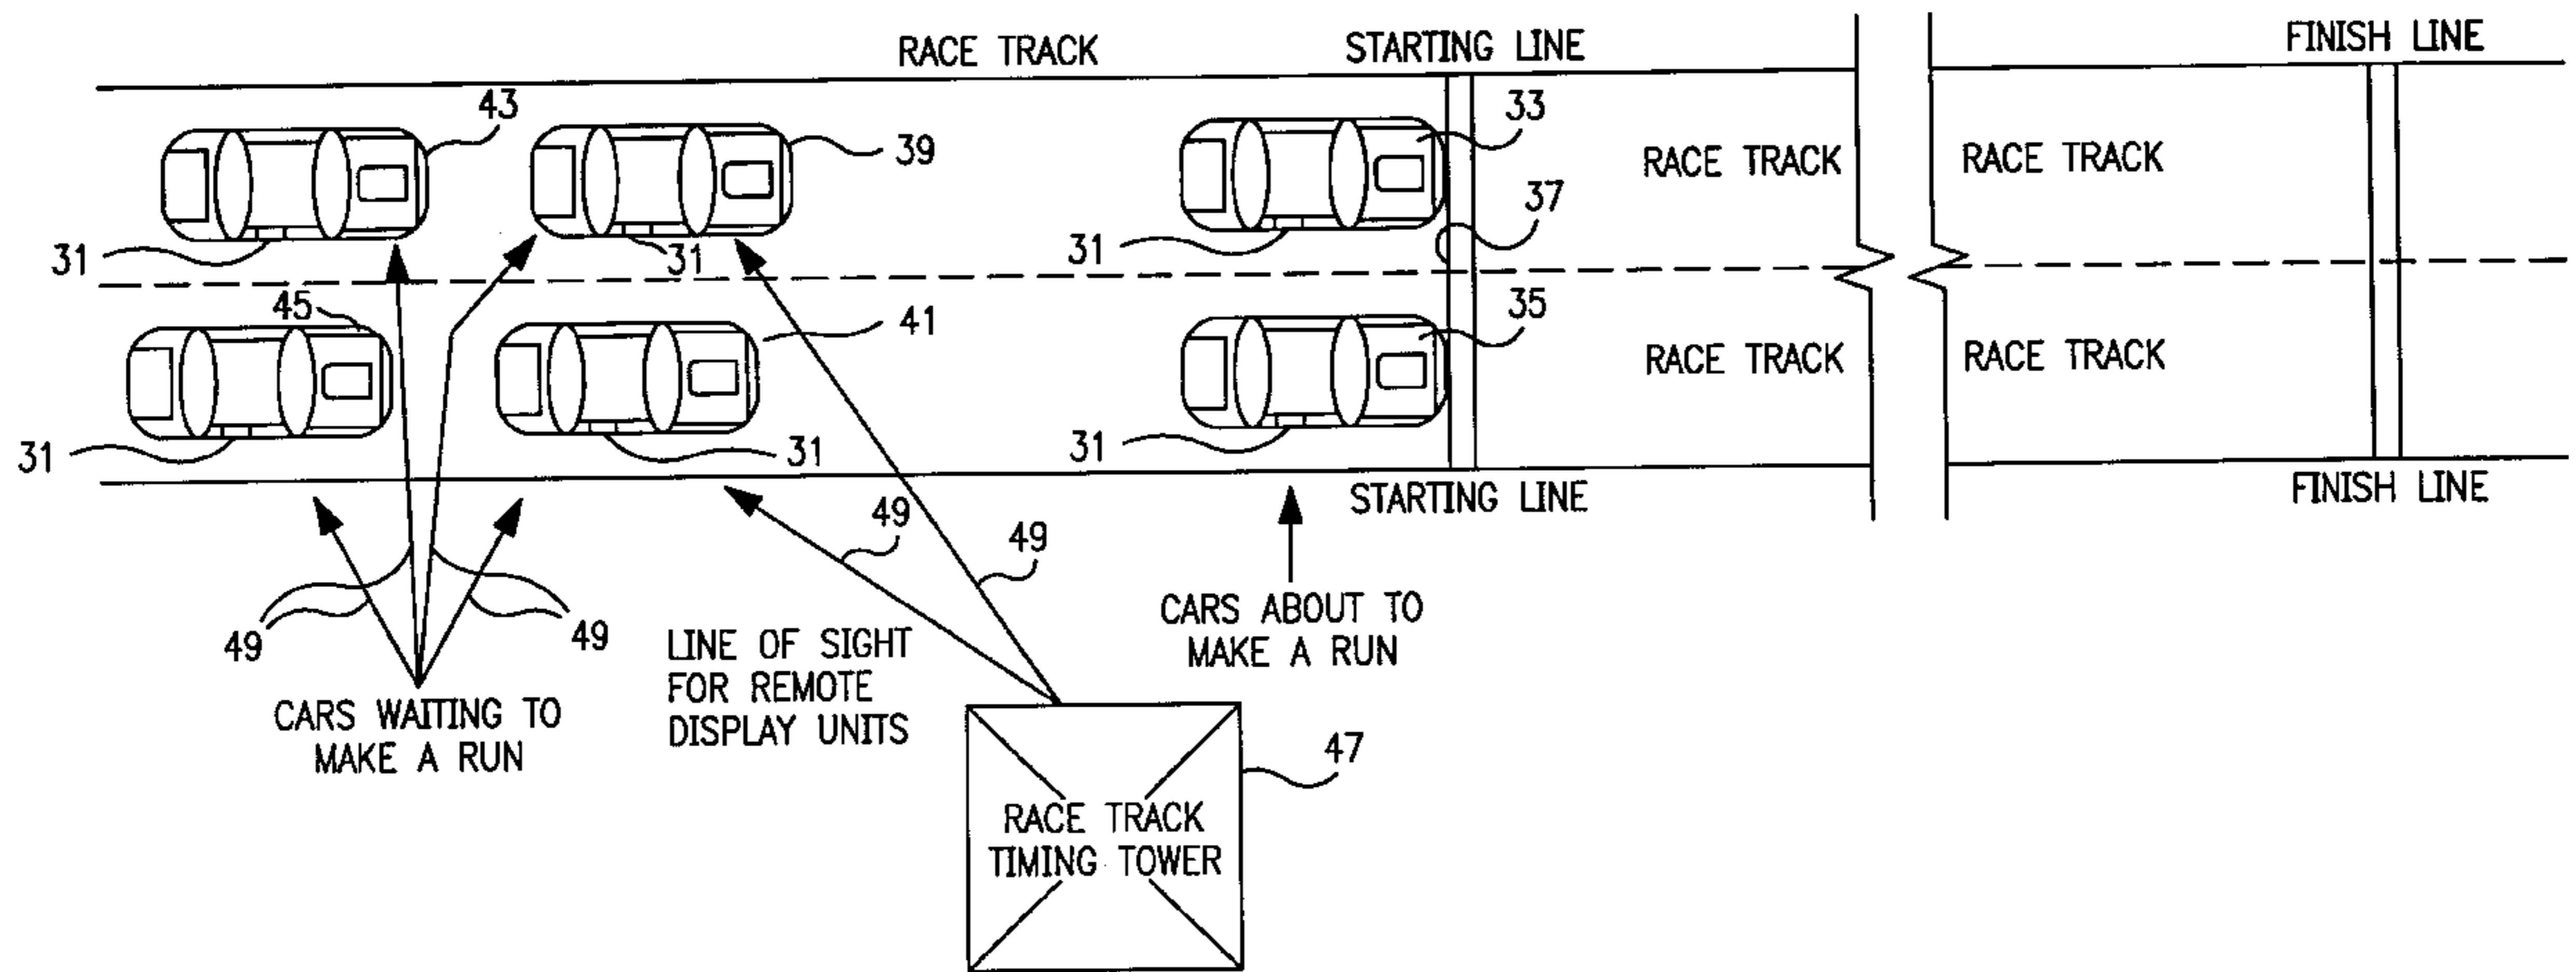 RACE TRACK
STARTING LINE
FINISH LINE
43
39
33
RACE TRACK
RACE TRACK
37
31
31
31
45
41
35
RACE TRACK
RACE TRACK
31
31
31
STARTING LINE
FINISH LINE
49
49
49
49
CARS ABOUT TO
MAKE A RUN
LINE OF SIGHT
FOR REMOTE
DISPLAY UNITS
CARS WAITING TO
MAKE A RUN
47
RACE TRACK
TIMING TOWER